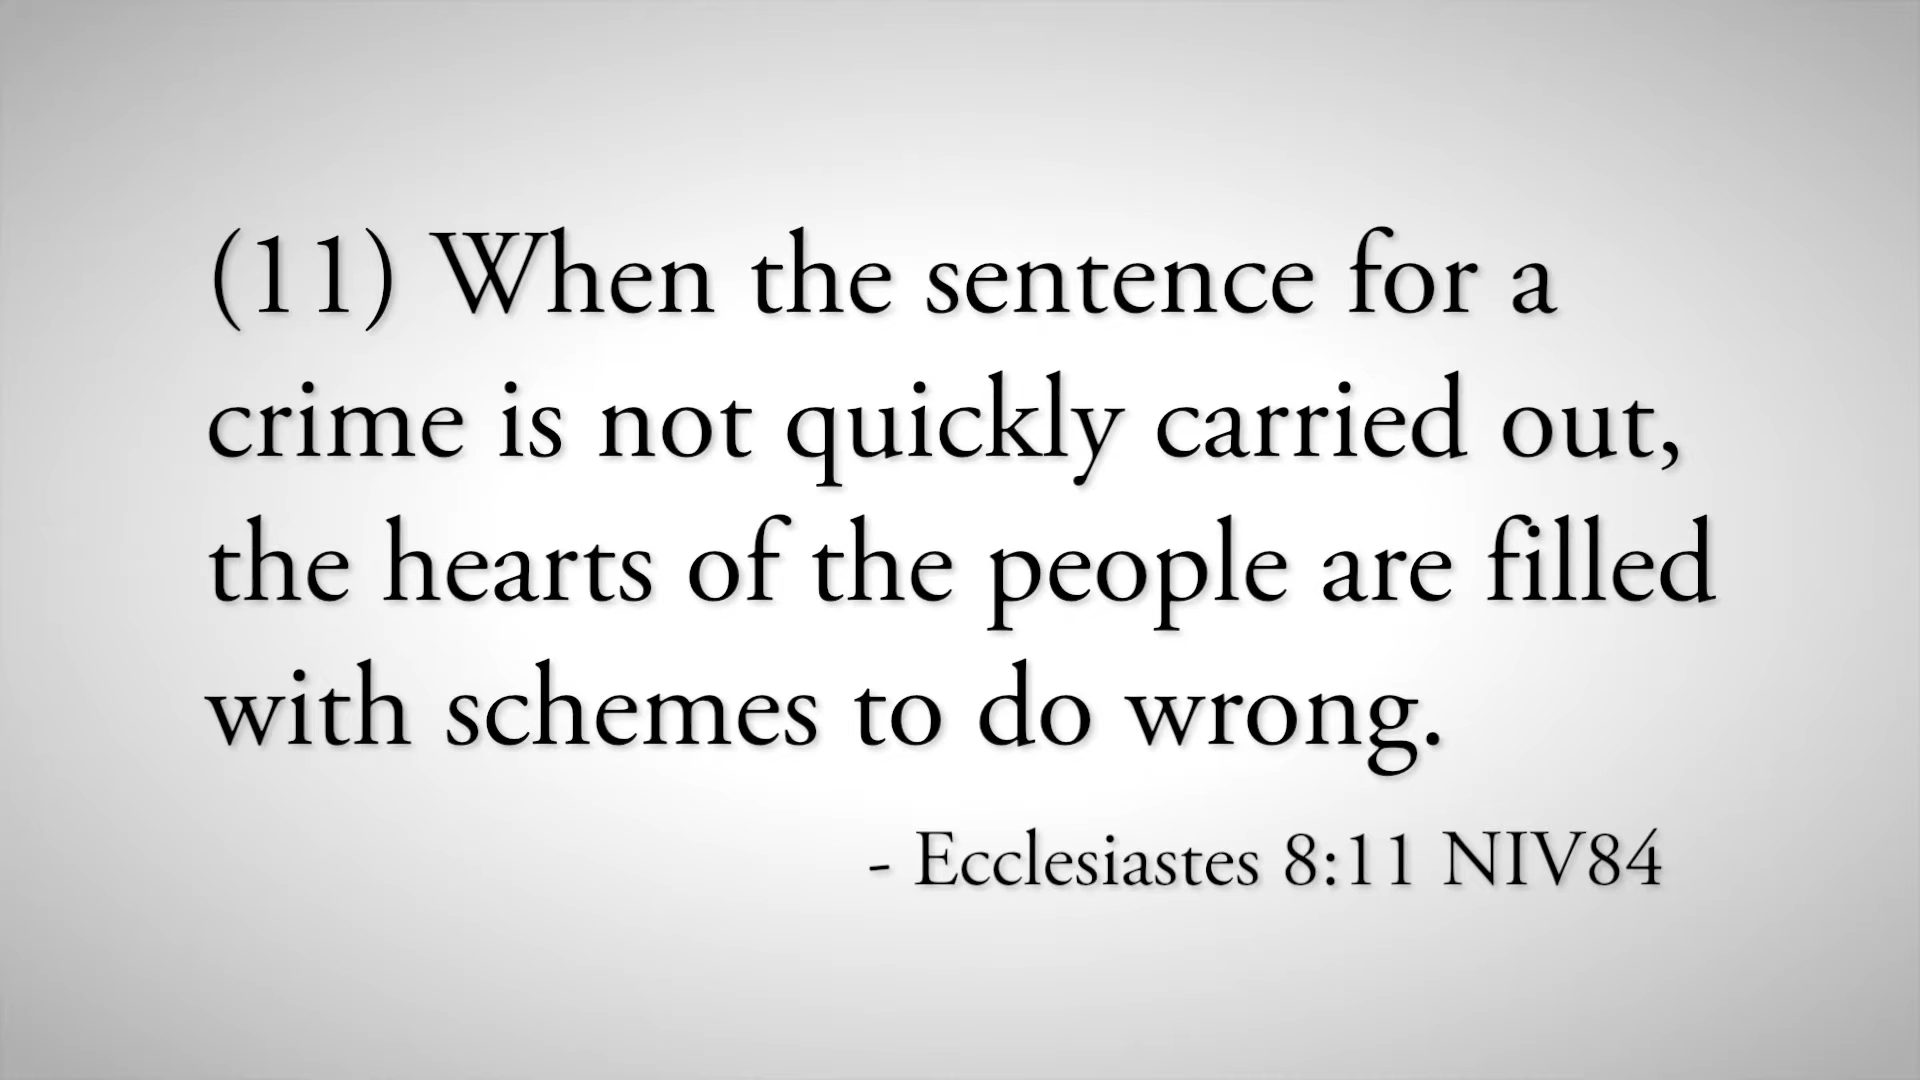 (11) When the sentence for a
crime is not quickly carried out,
the hearts of the people are filled
with schemes to do wrong.
- Ecclesiastes 8:11 NIV84